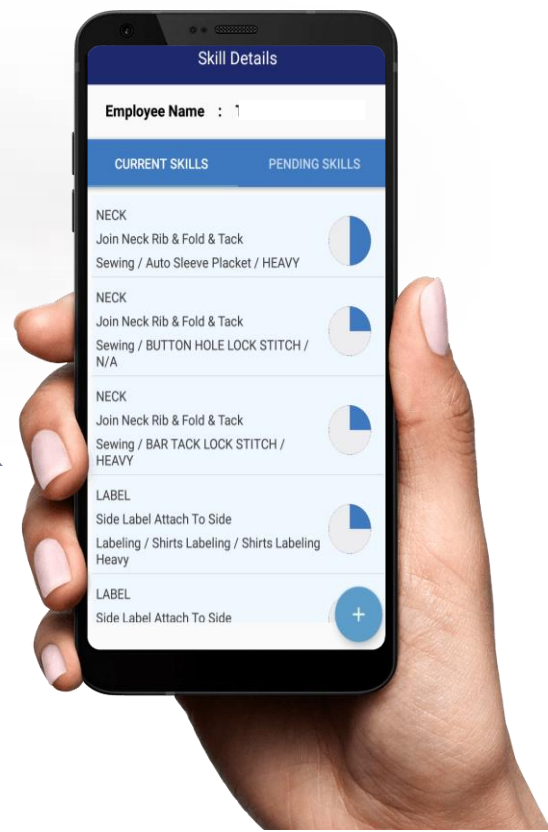 Skill Details
Employee Name :
CURRENT SKILLS PENDING SKILLS
NECK
Join Neck Rib & Fold & Tack
Sewing / Auto Sleeve Placket / HEAVY
NECK
Join Neck Rib & Fold & Tack
Sewing / BUTTON HOLE LOCK STITCH /
N/A
NECK
Join Neck Rib & Fold & Tack
Sewing / BAR TACK LOCK STITCH /
HEAVY
LABEL
Side Label Attach To Side
Labeling / Shirts Labeling / Shirts Labeling
Heavy
LABEL
Side Label Attach To Side
+